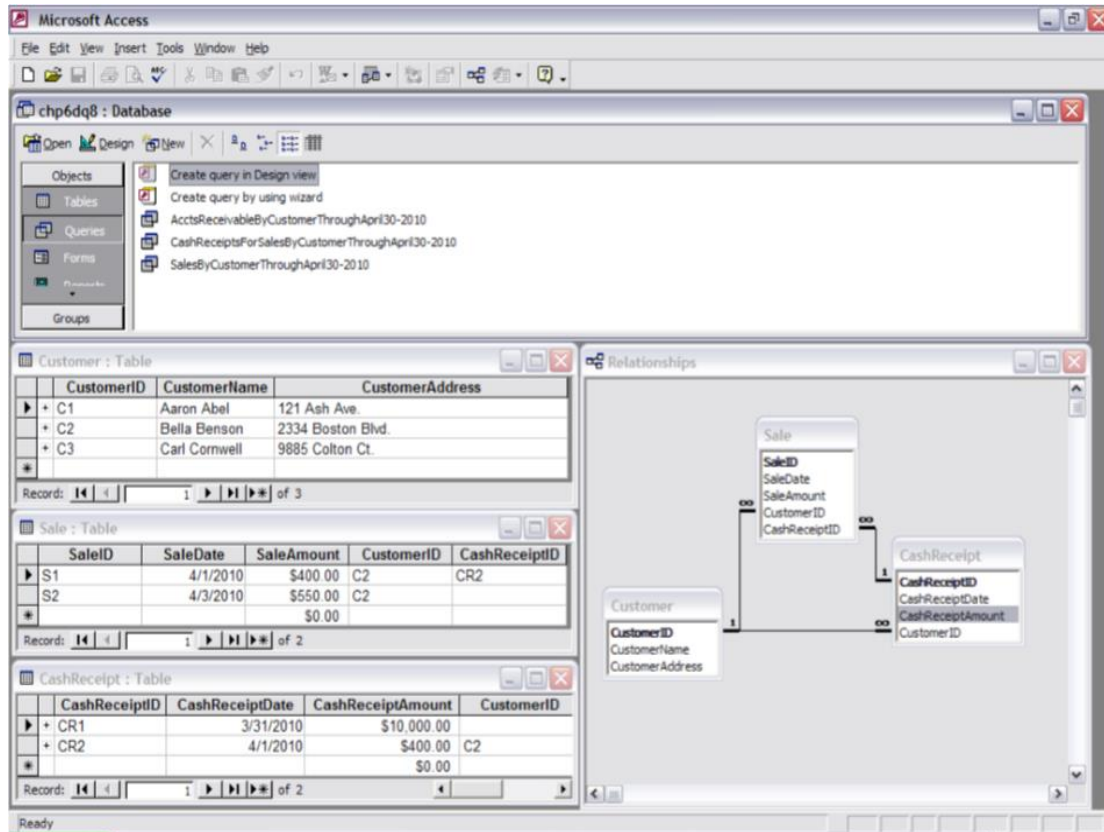 Microsoft Access
File Edit View Insert Tools Window Help
chp6dq8 : Database
Open Design New
Objects
Tables
Queries
Forms
Groups
Create query in Design view
Create query by using wizard
AcctsReceivableByCustomerThroughApril30-2010
CashReceiptsForSalesByCustomerThroughApril30-2010
SalesByCustomerThroughApril30-2010
Customer : Table
CustomerID CustomerName CustomerAddress
+ C1 Aaron Abel 121 Ash Ave.
+ C2 Bella Benson 2334 Boston Blvd.
+ C3 Carl Cornwell 9885 Colton Ct.
Record: 1 of 3
Sale : Table
SaleID SaleDate SaleAmount CustomerID CashReceiptID
S1 4/1/2010 $400.00 C2 CR2
S2 4/3/2010 $550.00 C2
$0.00
Record: 1 of 2
CashReceipt : Table
CashReceiptID CashReceiptDate CashReceiptAmount CustomerID
+ CR1 3/31/2010 $10,000.00
+ CR2 4/1/2010 $400.00 C2
$0.00
Record: 1 of 2
Relationships
Sale
SaleID
SaleDate
SaleAmount
CustomerID
CashReceiptID
∞
∞
CashReceipt
1
CashReceiptID
CashReceiptDate
CashReceiptAmount
CustomerID
∞
Customer
1
CustomerID
CustomerName
CustomerAddress
Ready